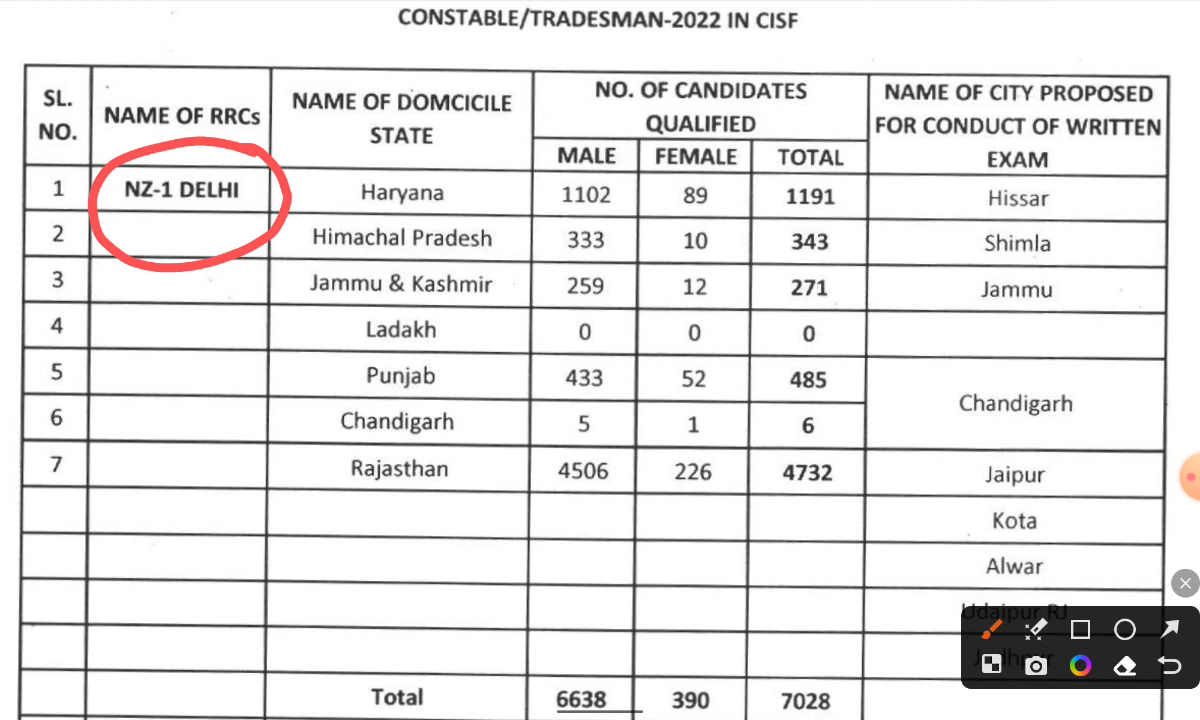 CONSTABLE/TRADESMAN-2022 IN CISF
SL. NO. NAME OF RRCs NAME OF DOMCICILE STATE NO. OF CANDIDATES QUALIFIED NAME OF CITY PROPOSED FOR CONDUCT OF WRITTEN EXAM
MALE FEMALE TOTAL
1 NZ-1 DELHI Haryana 1102 89 1191 Hissar
2 Himachal Pradesh 333 10 343 Shimla
3 Jammu & Kashmir 259 12 271 Jammu
4 Ladakh 0 0 0
5 Punjab 433 52 485 Chandigarh
6 Chandigarh 5 1 6
7 Rajasthan 4506 226 4732 Jaipur
Kota
Alwar
Udaipur RJ
Jodhpur
Total 6638 390 7028